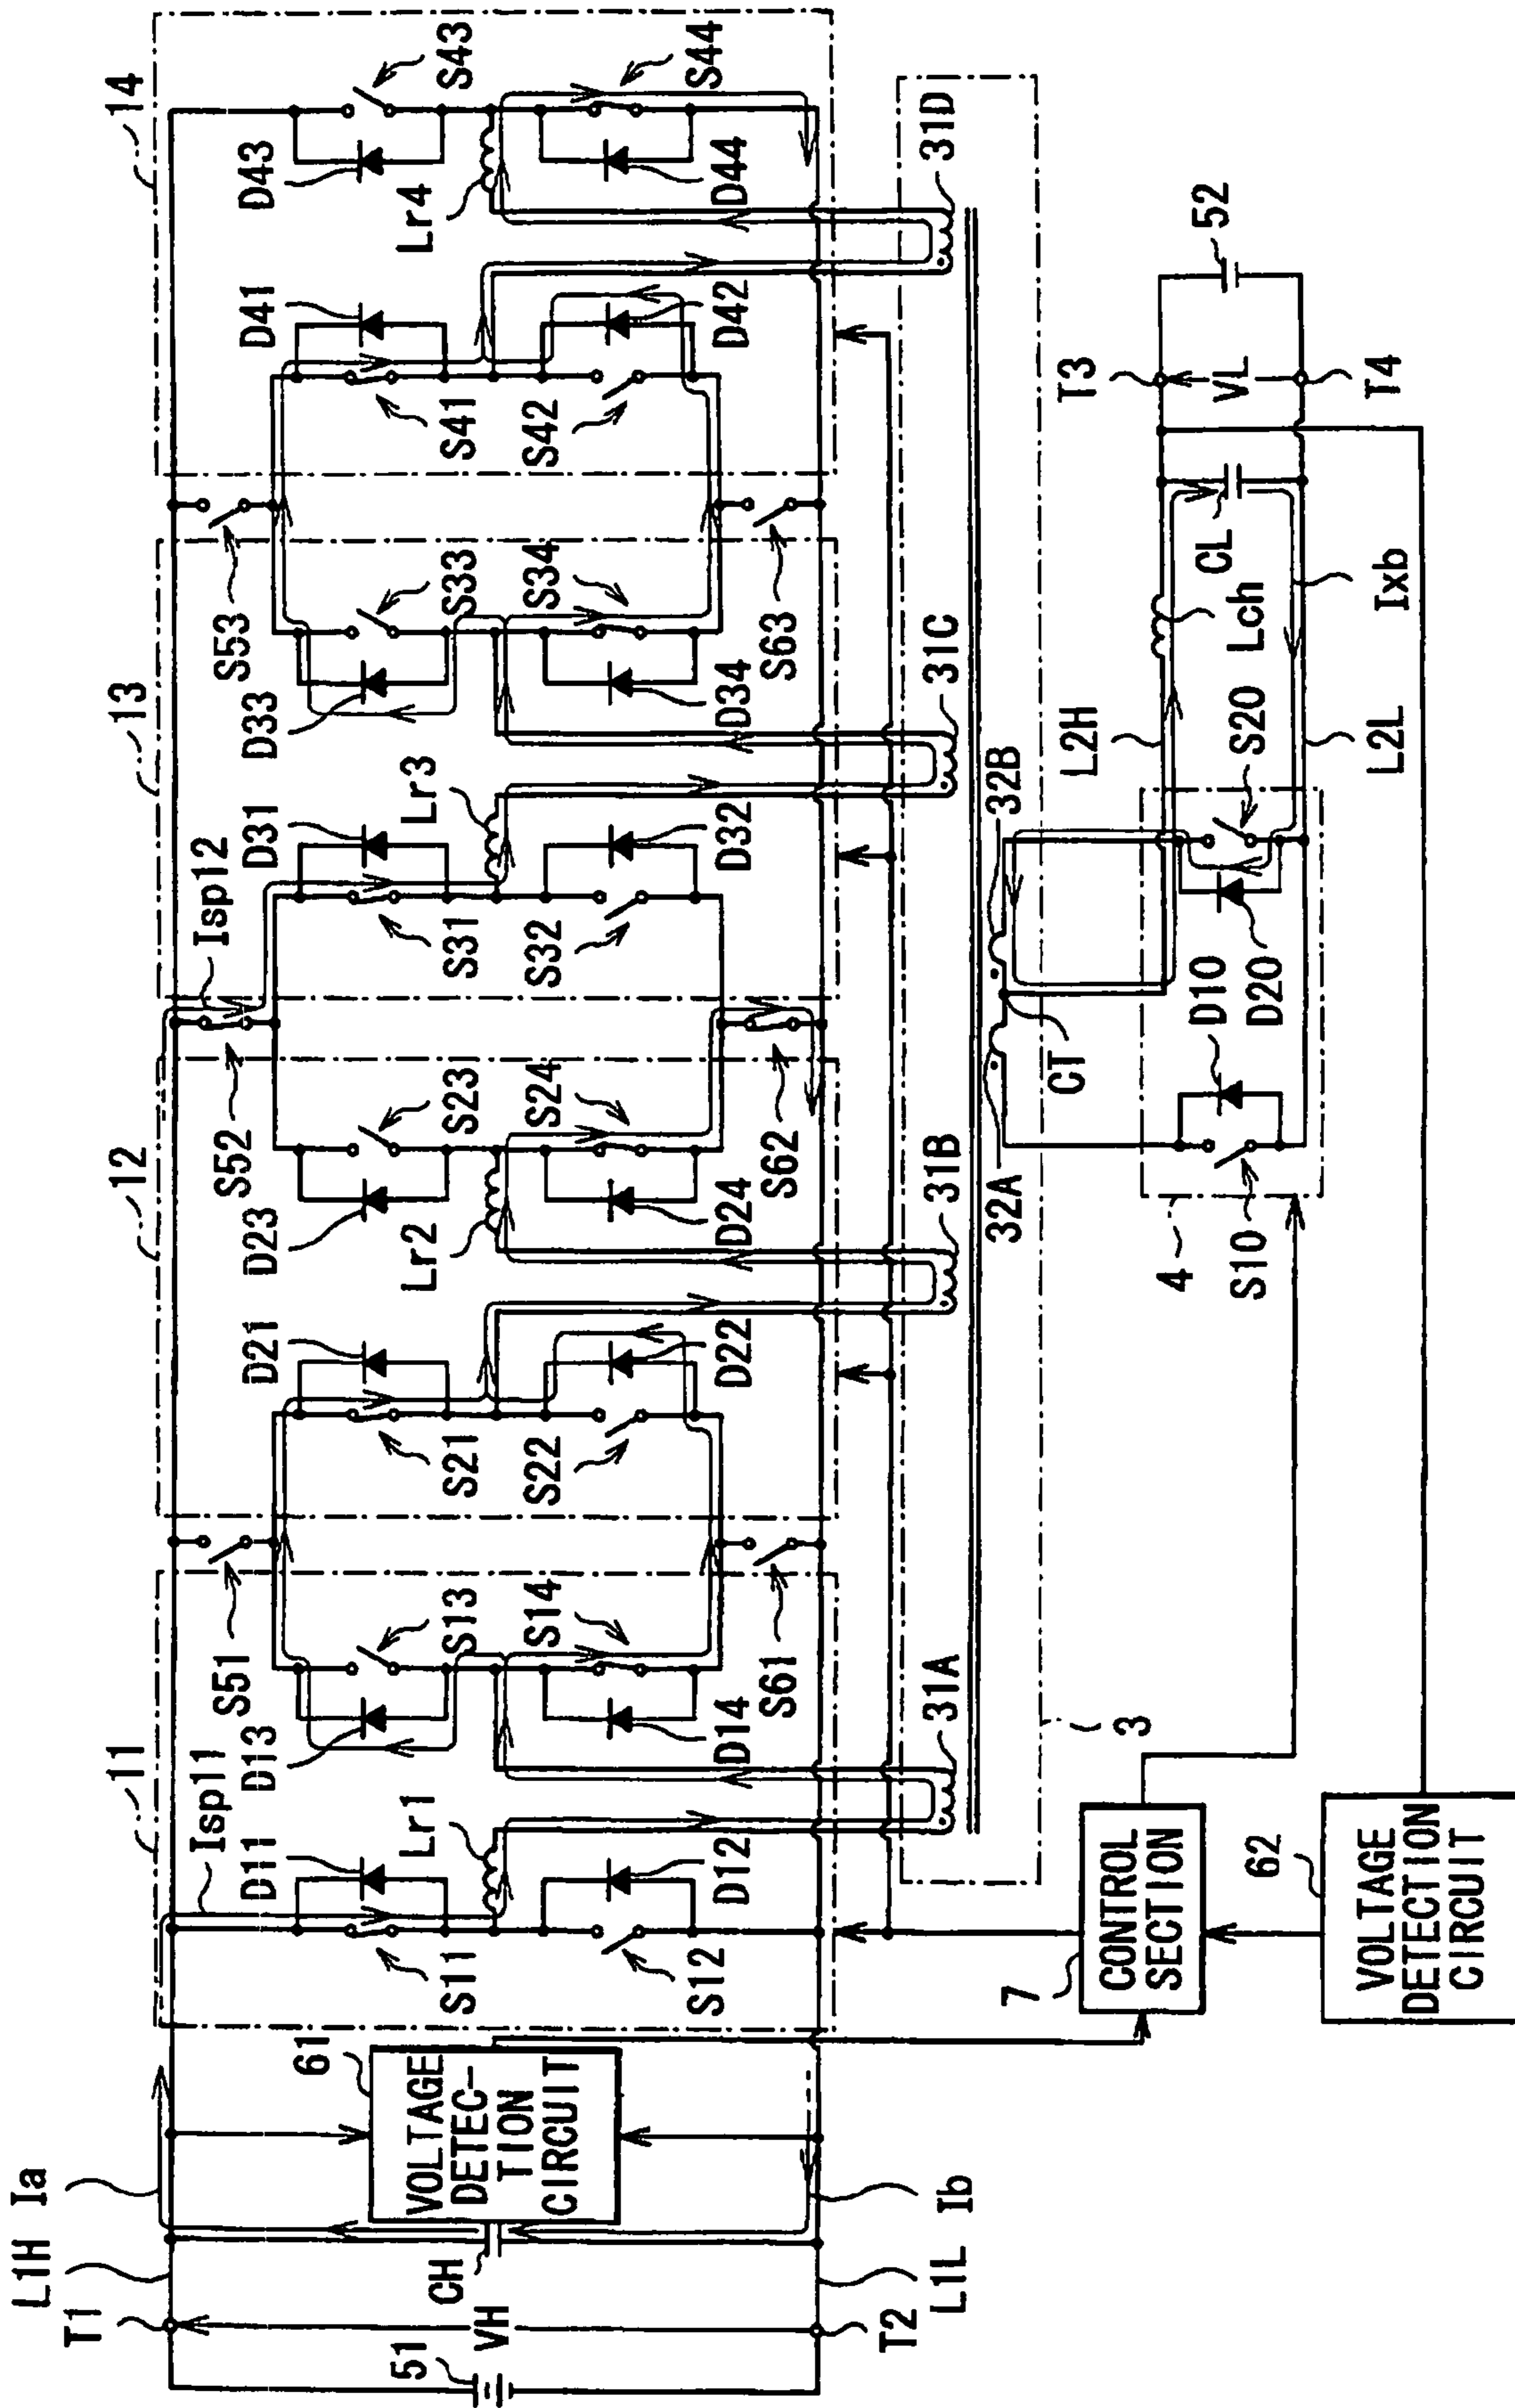 L1H
Ia
T1
51
VH
T2
L1L
CH
Ib
61
VOLTAGE
DETEC-
TION
CIRCUIT
11
Isp11
D11
S11
Lr1
D12
S12
D13
S13
S14
D14
S51
S61
12
D21
S21
D22
S22
D23
S23
Lr2
S24
D24
S52
S62
Isp12
13
D31
S31
Lr3
D32
S32
D33
S33
S34
D34
S53
S63
14
D41
S41
D42
S42
D43
S43
Lr4
S44
D44
31A
31B
31C
31D
3
32A
32B
CT
7
CONTROL
SECTION
62
VOLTAGE
DETECTION
CIRCUIT
4
S10
D10
D20
S20
L2H
L2L
Lch
CL
Ixb
T3
VL
T4
52